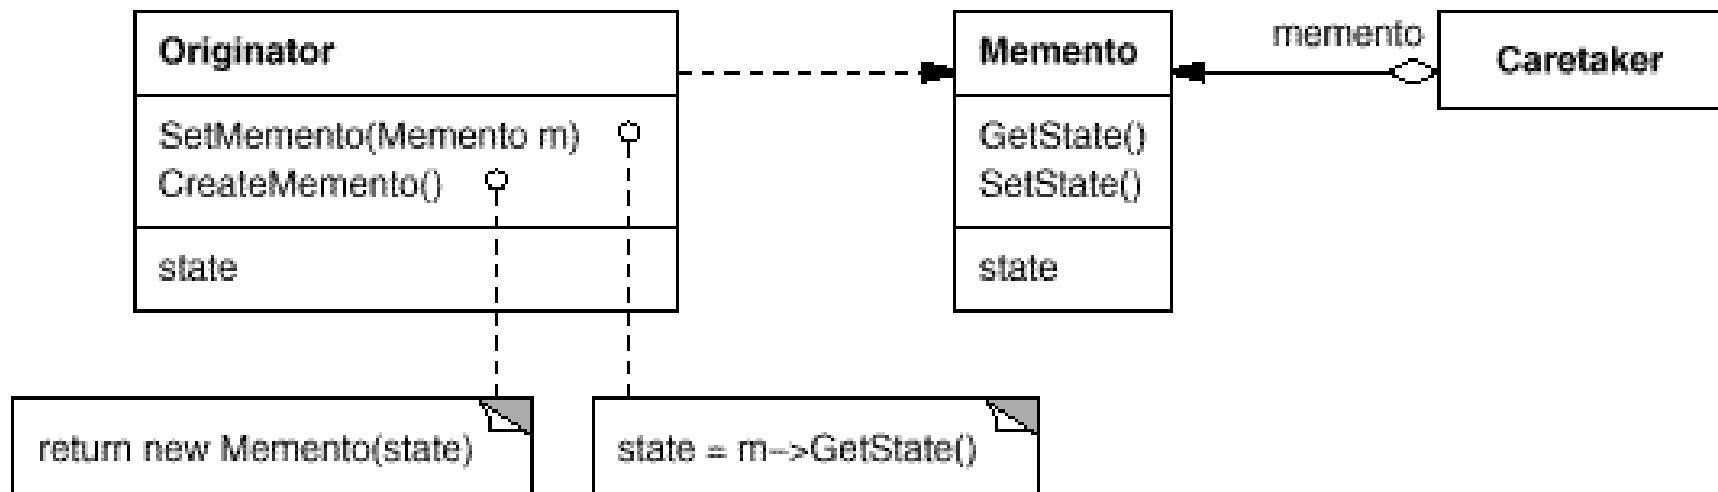 Originator
SetMemento(Memento m)
CreateMemento()
state
return new Memento(state)
state = m->GetState()
Memento
GetState()
SetState()
state
memento
Caretaker